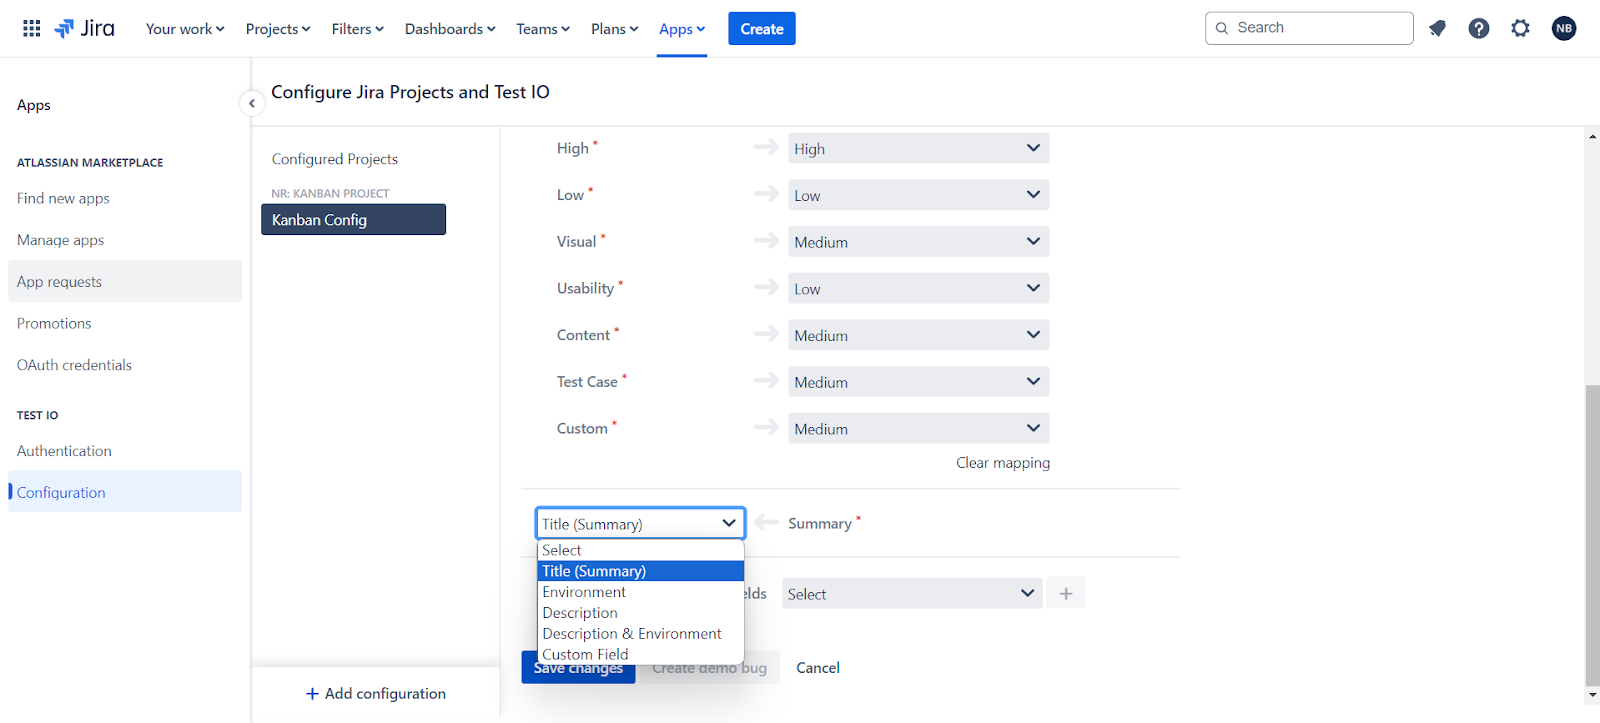 Jira Your work Projects Filters Dashboards Teams Plans Apps Create Search ? NB
Apps
Configure Jira Projects and Test IO
ATLASSIAN MARKETPLACE
Find new apps
Manage apps
App requests
Promotions
OAuth credentials
TEST IO
Authentication
Configuration
Configured Projects
NR: KANBAN PROJECT
Kanban Config
+ Add configuration
High * High
Low * Low
Visual * Medium
Usability * Low
Content * Medium
Test Case * Medium
Custom * Medium
Clear mapping
Title (Summary) Summary *
Select
Title (Summary)
Environment
Description
Description & Environment
Custom Field
elds Select +
Save changes Create demo bug Cancel